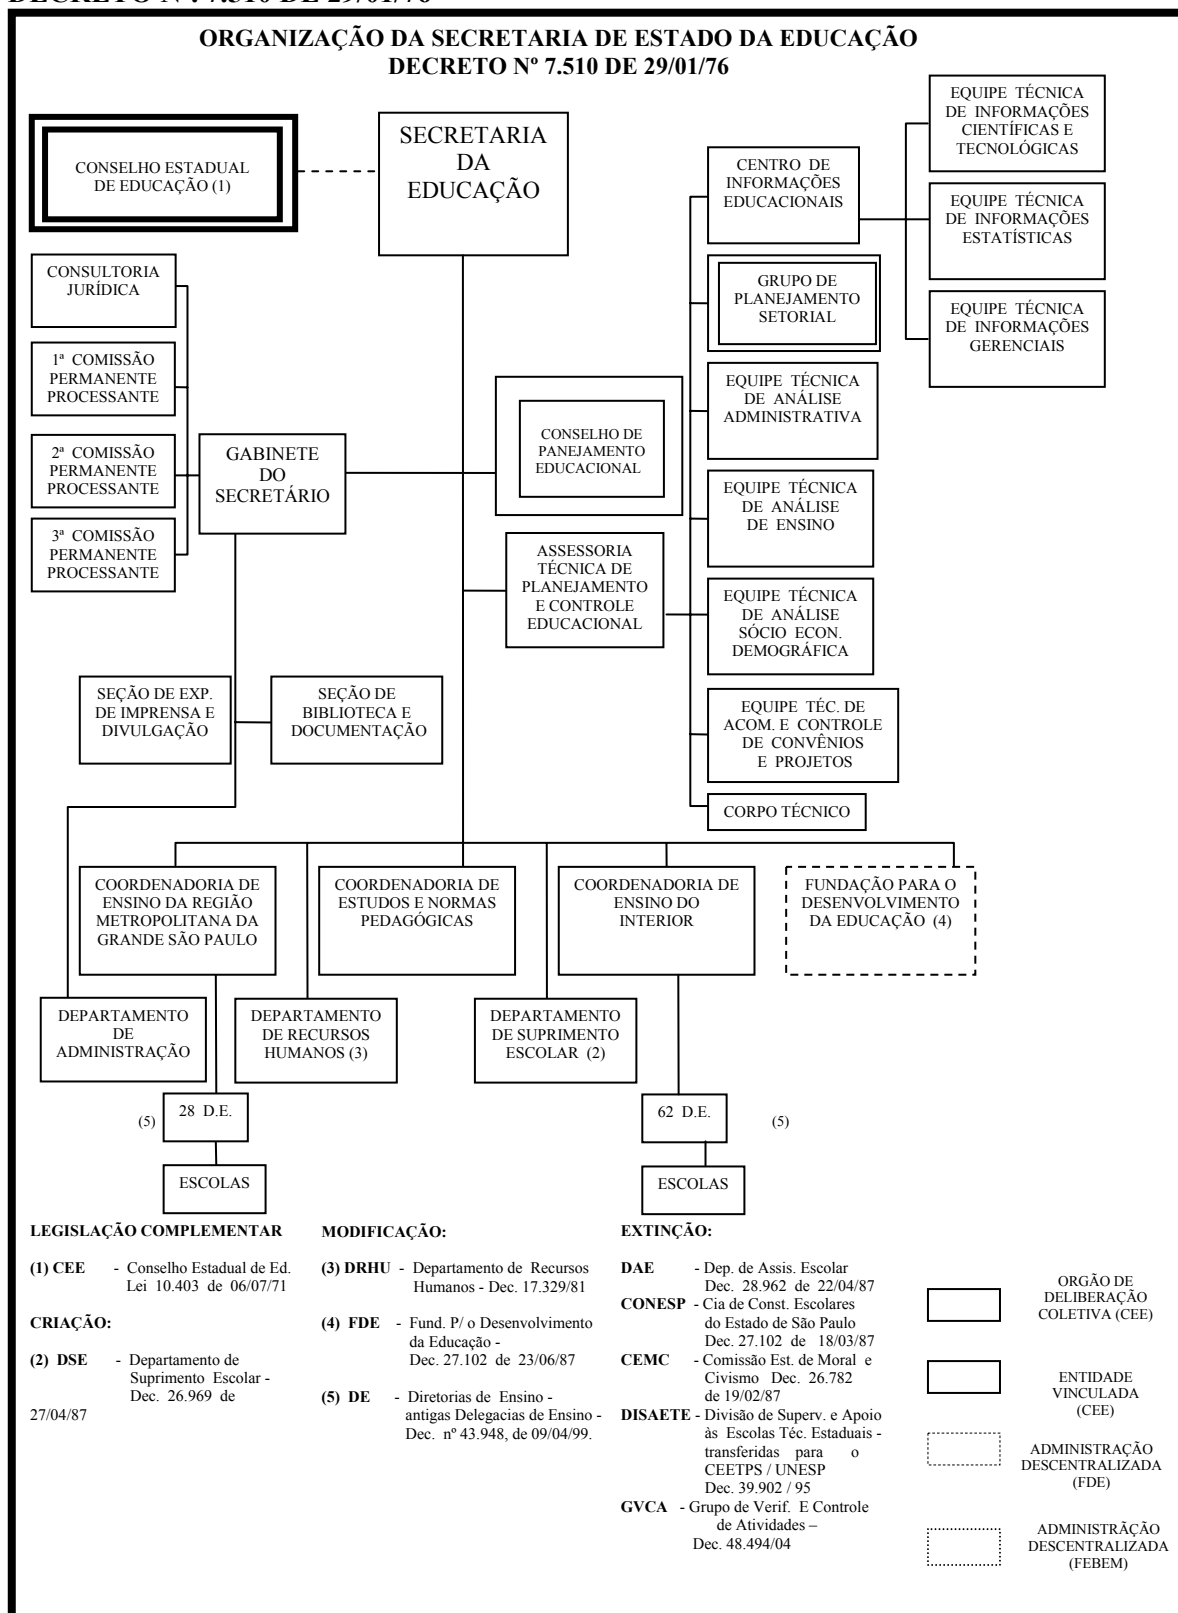 DECRETO Nº. 7.510 DE 29/01/76
ORGANIZAÇÃO DA SECRETARIA DE ESTADO DA EDUCAÇÃO
DECRETO Nº 7.510 DE 29/01/76
CONSELHO ESTADUAL
DE EDUCAÇÃO (1)
SECRETARIA
DA
EDUCAÇÃO
CENTRO DE
INFORMAÇÕES
EDUCACIONAIS
EQUIPE TÉCNICA
DE INFORMAÇÕES
CIENTÍFICAS E
TECNOLÓGICAS
EQUIPE TÉCNICA
DE INFORMAÇÕES
ESTATÍSTICAS
EQUIPE TÉCNICA
DE INFORMAÇÕES
GERENCIAIS
CONSULTORIA
JURÍDICA
1ª COMISSÃO
PERMANENTE
PROCESSANTE
2ª COMISSÃO
PERMANENTE
PROCESSANTE
3ª COMISSÃO
PERMANENTE
PROCESSANTE
GABINETE
DO
SECRETÁRIO
CONSELHO DE
PANEJAMENTO
EDUCACIONAL
ASSESSORIA
TÉCNICA DE
PLANEJAMENTO
E CONTROLE
EDUCACIONAL
GRUPO DE
PLANEJAMENTO
SETORIAL
EQUIPE TÉCNICA
DE ANÁLISE
ADMINISTRATIVA
EQUIPE TÉCNICA
DE ANÁLISE
DE ENSINO
EQUIPE TÉCNICA
DE ANÁLISE
SÓCIO ECON.
DEMOGRÁFICA
EQUIPE TÉC. DE
ACOM. E CONTROLE
DE CONVÊNIOS
E PROJETOS
CORPO TÉCNICO
SEÇÃO DE EXP.
DE IMPRENSA E
DIVULGAÇÃO
SEÇÃO DE
BIBLIOTECA E
DOCUMENTAÇÃO
COORDENADORIA DE
ENSINO DA REGIÃO
METROPOLITANA DA
GRANDE SÃO PAULO
COORDENADORIA DE
ESTUDOS E NORMAS
PEDAGÓGICAS
COORDENADORIA DE
ENSINO DO
INTERIOR
FUNDAÇÃO PARA O
DESENVOLVIMENTO
DA EDUCAÇÃO (4)
DEPARTAMENTO
DE
ADMINISTRAÇÃO
DEPARTAMENTO
DE RECURSOS
HUMANOS (3)
DEPARTAMENTO
DE SUPRIMENTO
ESCOLAR (2)
(5)
28 D.E.
62 D.E.
(5)
ESCOLAS
ESCOLAS
LEGISLAÇÃO COMPLEMENTAR
(1) CEE - Conselho Estadual de Ed.
Lei 10.403 de 06/07/71
CRIAÇÃO:
(2) DSE - Departamento de
Suprimento Escolar -
Dec. 26.969 de
27/04/87
MODIFICAÇÃO:
(3) DRHU - Departamento de Recursos
Humanos - Dec. 17.329/81
(4) FDE - Fund. P/ o Desenvolvimento
da Educação -
Dec. 27.102 de 23/06/87
(5) DE - Diretorias de Ensino -
antigas Delegacias de Ensino -
Dec. nº 43.948, de 09/04/99.
EXTINÇÃO:
DAE - Dep. de Assis. Escolar
Dec. 28.962 de 22/04/87
CONESP - Cia de Const. Escolares
do Estado de São Paulo
Dec. 27.102 de 18/03/87
CEMC - Comissão Est. de Moral e
Civismo Dec. 26.782
de 19/02/87
DISAETE - Divisão de Superv. e Apoio
às Escolas Téc. Estaduais -
transferidas para o
CEETPS / UNESP
Dec. 39.902 / 95
GVCA - Grupo de Verif. E Controle
de Atividades –
Dec. 48.494/04
ORGÃO DE
DELIBERAÇÃO
COLETIVA (CEE)
ENTIDADE
VINCULADA
(CEE)
ADMINISTRAÇÃO
DESCENTRALIZADA
(FDE)
ADMINISTRÃÇÃO
DESCENTRALIZADA
(FEBEM)